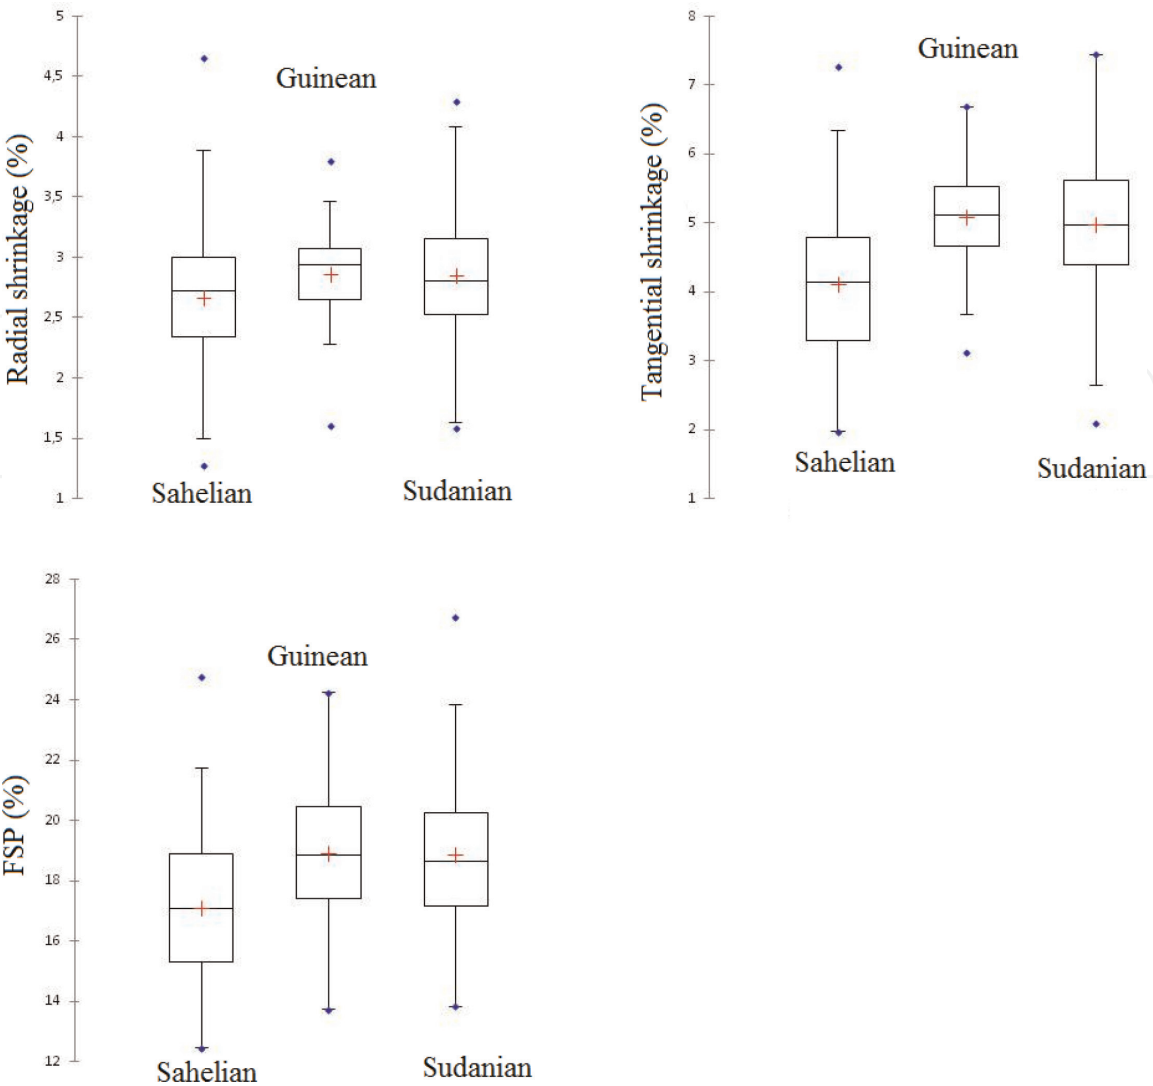 5
4,5
4
3,5
3
2,5
2
1,5
1
Radial shrinkage (%)
Guinean
Sahelian
Sudanian
8
7
6
5
4
3
2
1
Tangential shrinkage (%)
Guinean
Sahelian
Sudanian
28
26
24
22
20
18
16
14
12
FSP (%)
Guinean
Sahelian
Sudanian